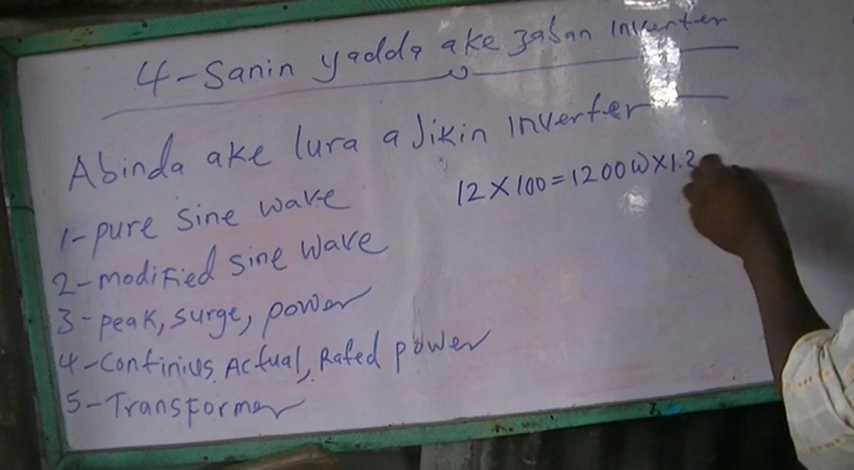 4-Sanin yadda ake zaban inverter
Abinda ake lura a Jikin Inverter
12 X 100 = 1200W X 1.2
1-pure sine wave
2-modified sine wave
3-peak, surge, power
4-Continius, Actual, Rated power
5-Transformer